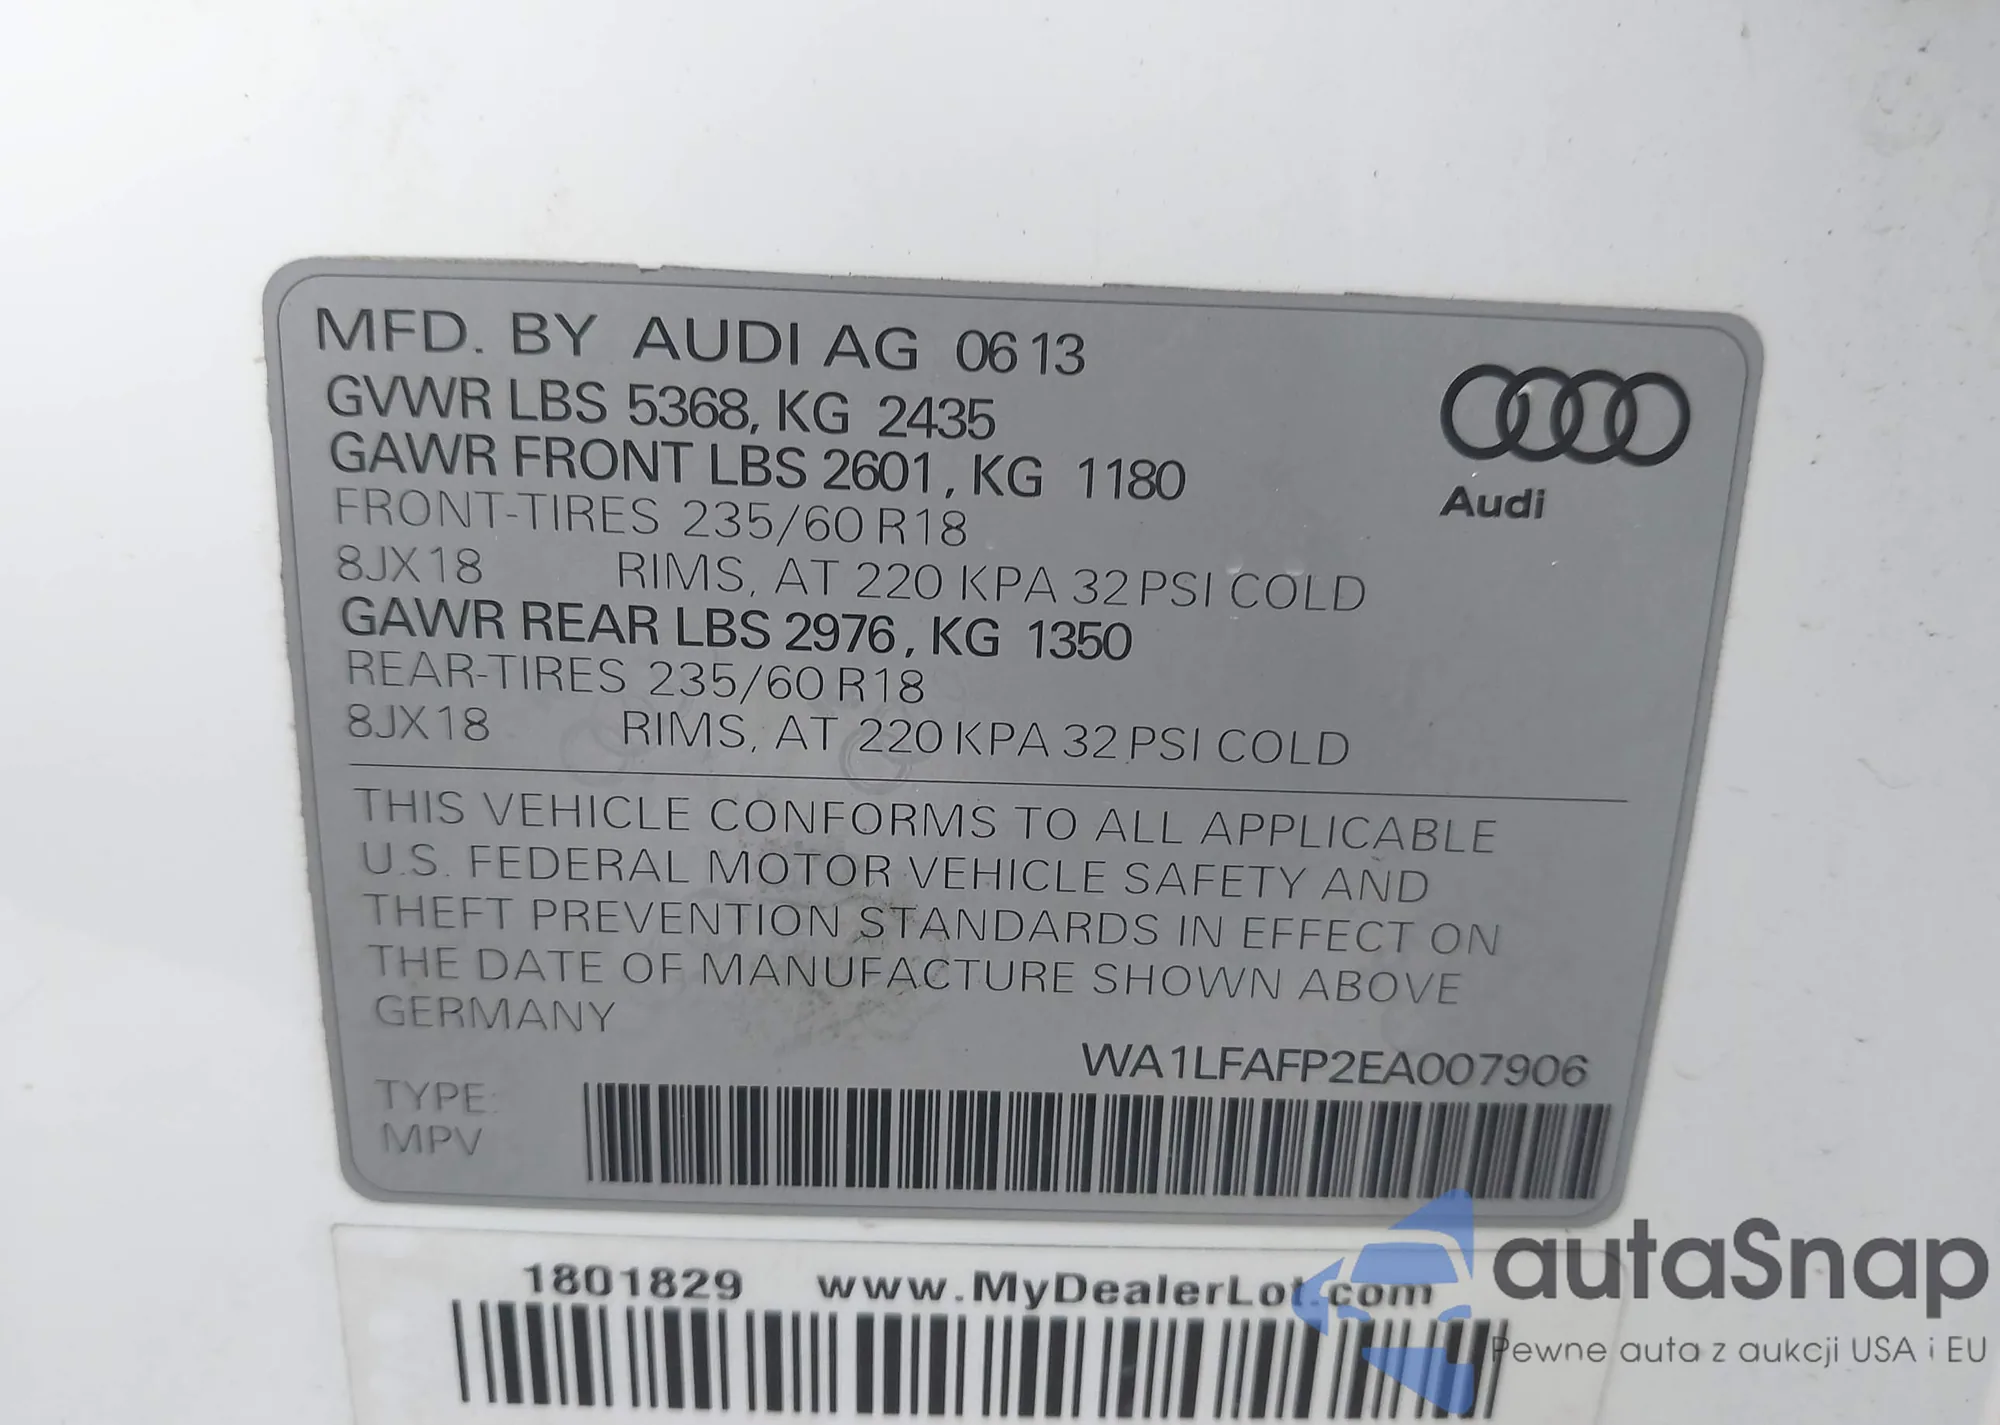 MFD. BY AUDI AG 06 13
GVWR LBS 5368, KG 2435
GAWR FRONT LBS 2601, KG 1180
FRONT-TIRES 235/60 R18
8JX18 RIMS, AT 220 KPA 32 PSI COLD
GAWR REAR LBS 2976, KG 1350
REAR-TIRES 235/60 R18
8JX18 RIMS, AT 220 KPA 32 PSI COLD
Audi
THIS VEHICLE CONFORMS TO ALL APPLICABLE
U.S. FEDERAL MOTOR VEHICLE SAFETY AND
THEFT PREVENTION STANDARDS IN EFFECT ON
THE DATE OF MANUFACTURE SHOWN ABOVE
GERMANY
WA1LFAFP2EA007906
TYPE:
MPV
1801829 www.MyDealerLot.com
autaSnap
Pewne auta z aukcji USA i EU